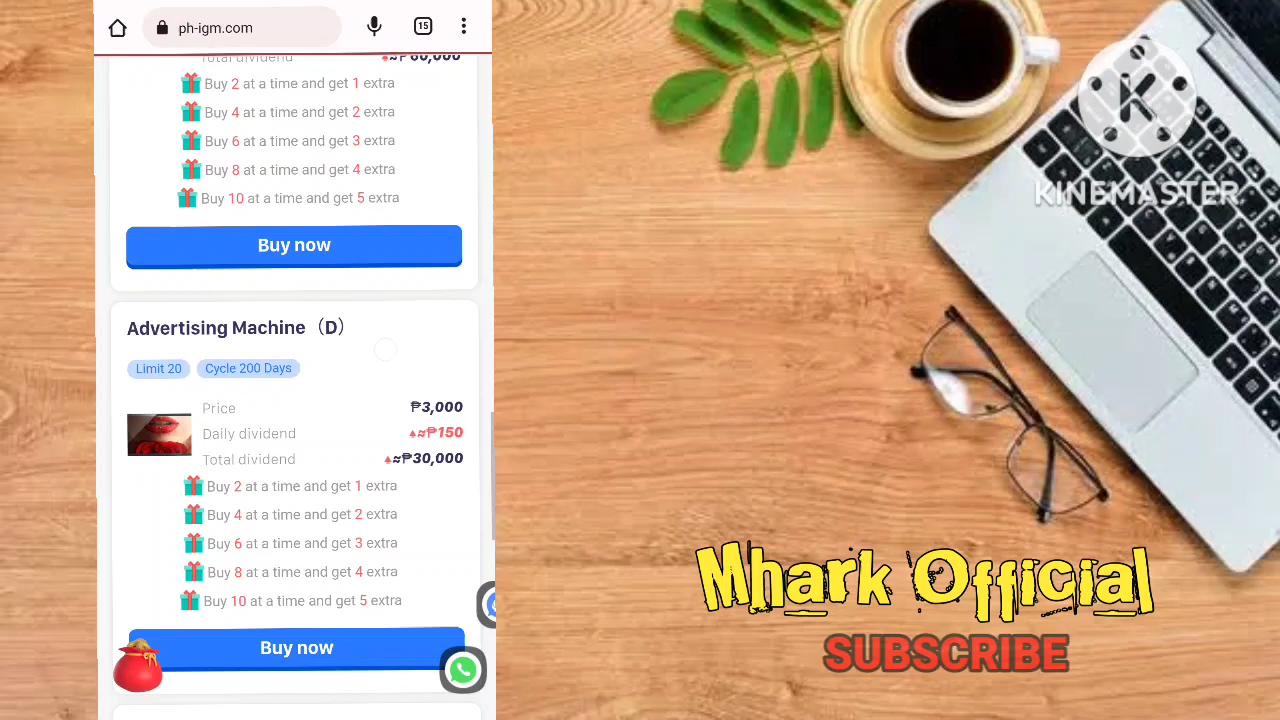 ph-igm.com
15
Total dividend ≈₱60,000
Buy 2 at a time and get 1 extra
Buy 4 at a time and get 2 extra
Buy 6 at a time and get 3 extra
Buy 8 at a time and get 4 extra
Buy 10 at a time and get 5 extra
Buy now
Advertising Machine（D）
Limit 20 Cycle 200 Days
Price ₱3,000
Daily dividend ≈₱150
Total dividend ≈₱30,000
Buy 2 at a time and get 1 extra
Buy 4 at a time and get 2 extra
Buy 6 at a time and get 3 extra
Buy 8 at a time and get 4 extra
Buy 10 at a time and get 5 extra
Buy now
K
KINEMASTER
Mhark Official
SUBSCRIBE